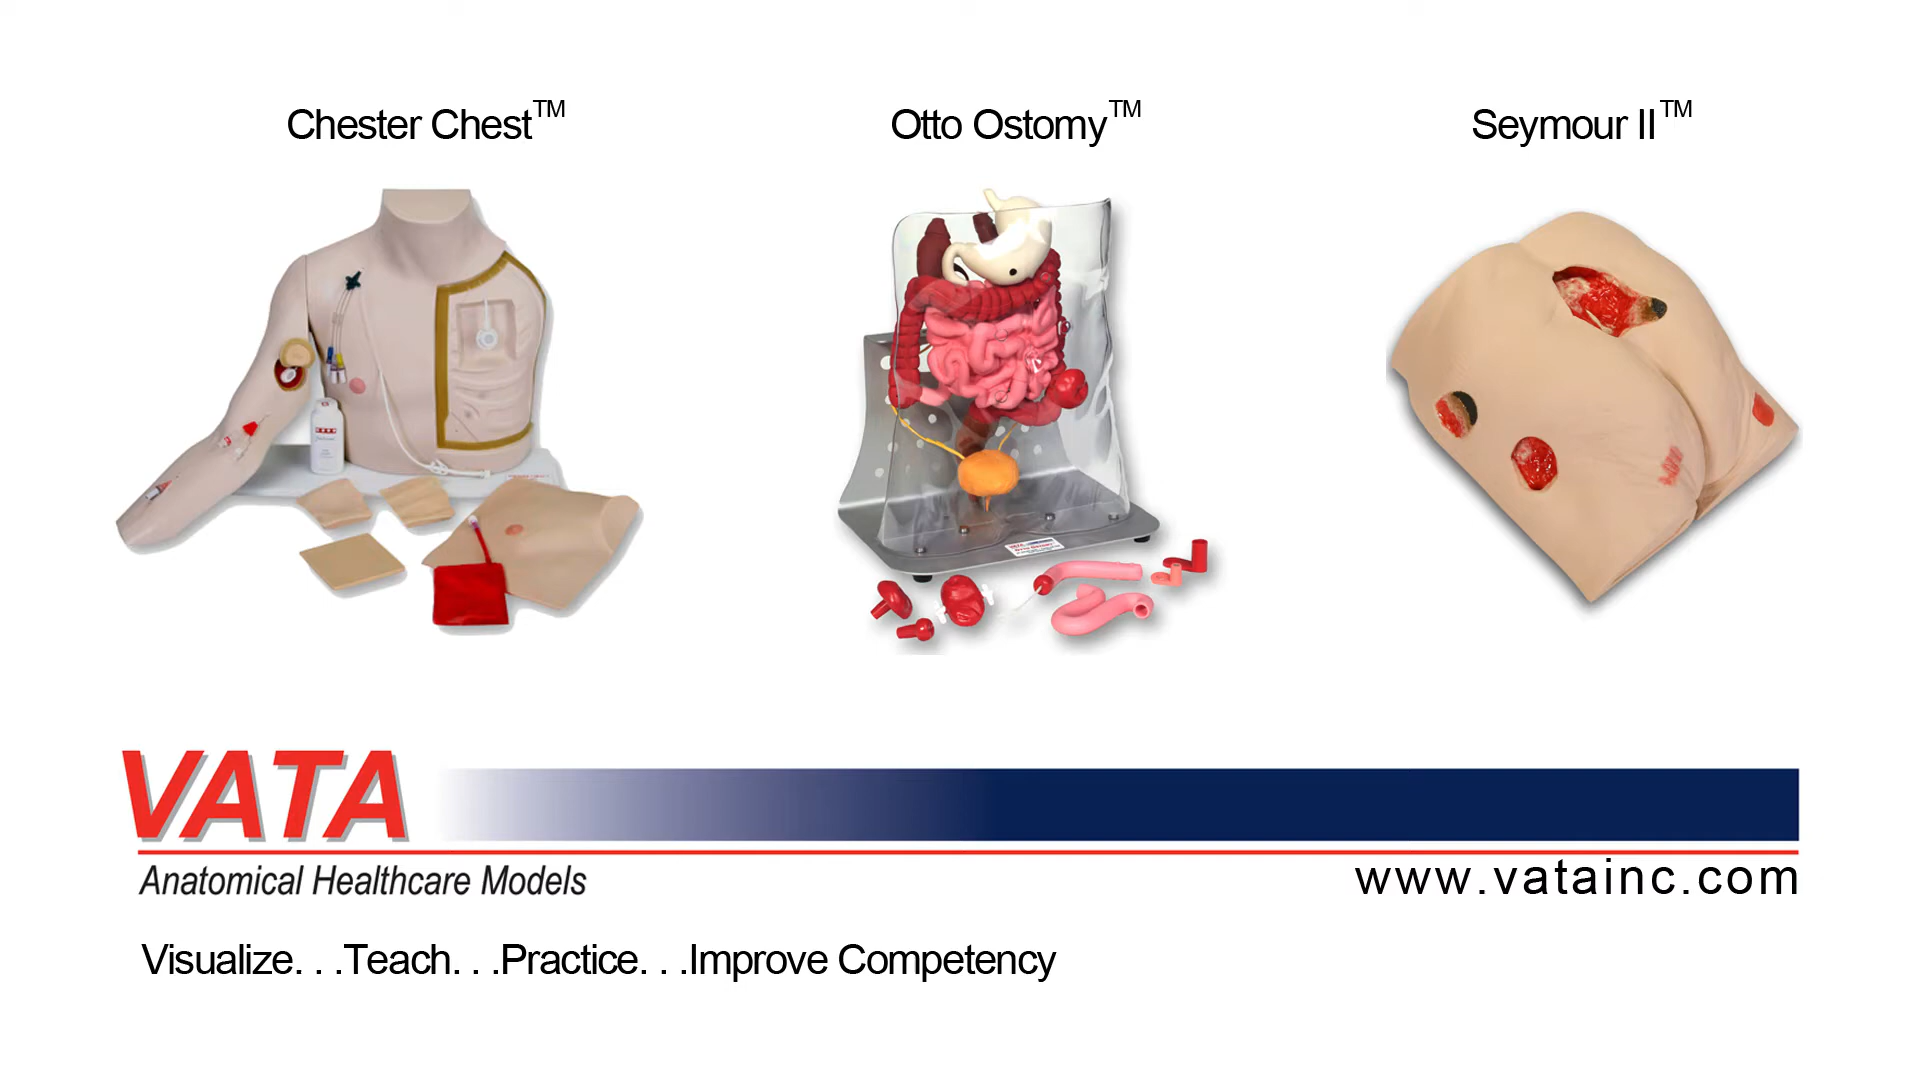 Chester Chest™
Otto Ostomy™
Seymour II™
VATA
Anatomical Healthcare Models
www.vatainc.com
Visualize. . .Teach. . .Practice. . .Improve Competency